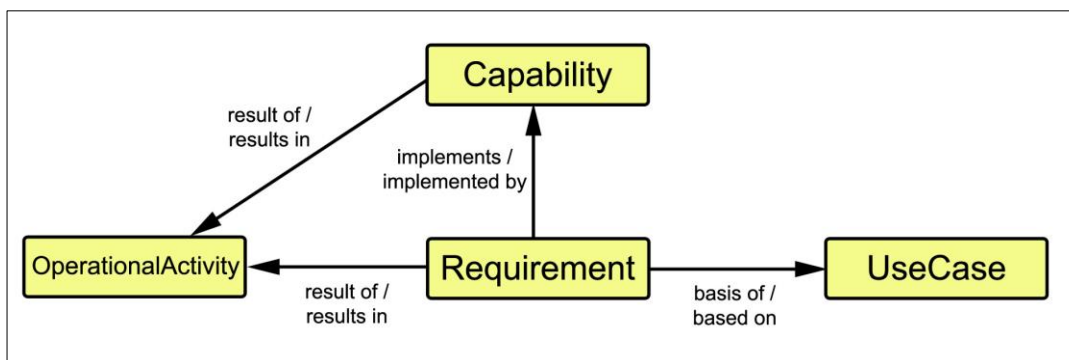 Capability
result of /
results in
implements /
implemented by
OperationalActivity
Requirement
UseCase
result of /
results in
basis of /
based on